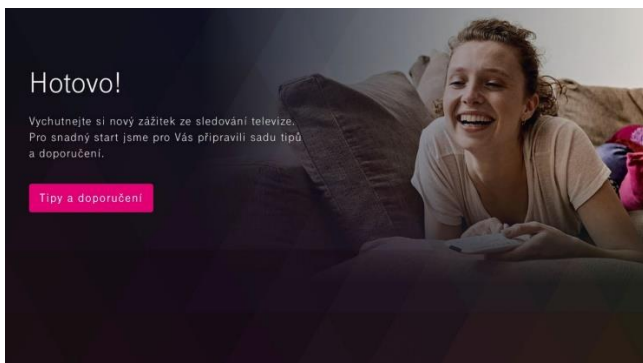 Hotovo!
Vychutnejte si nový zážitek ze sledování televize.
Pro snadný start jsme pro Vás připravili sadu tipů
a doporučení.
Tipy a doporučení